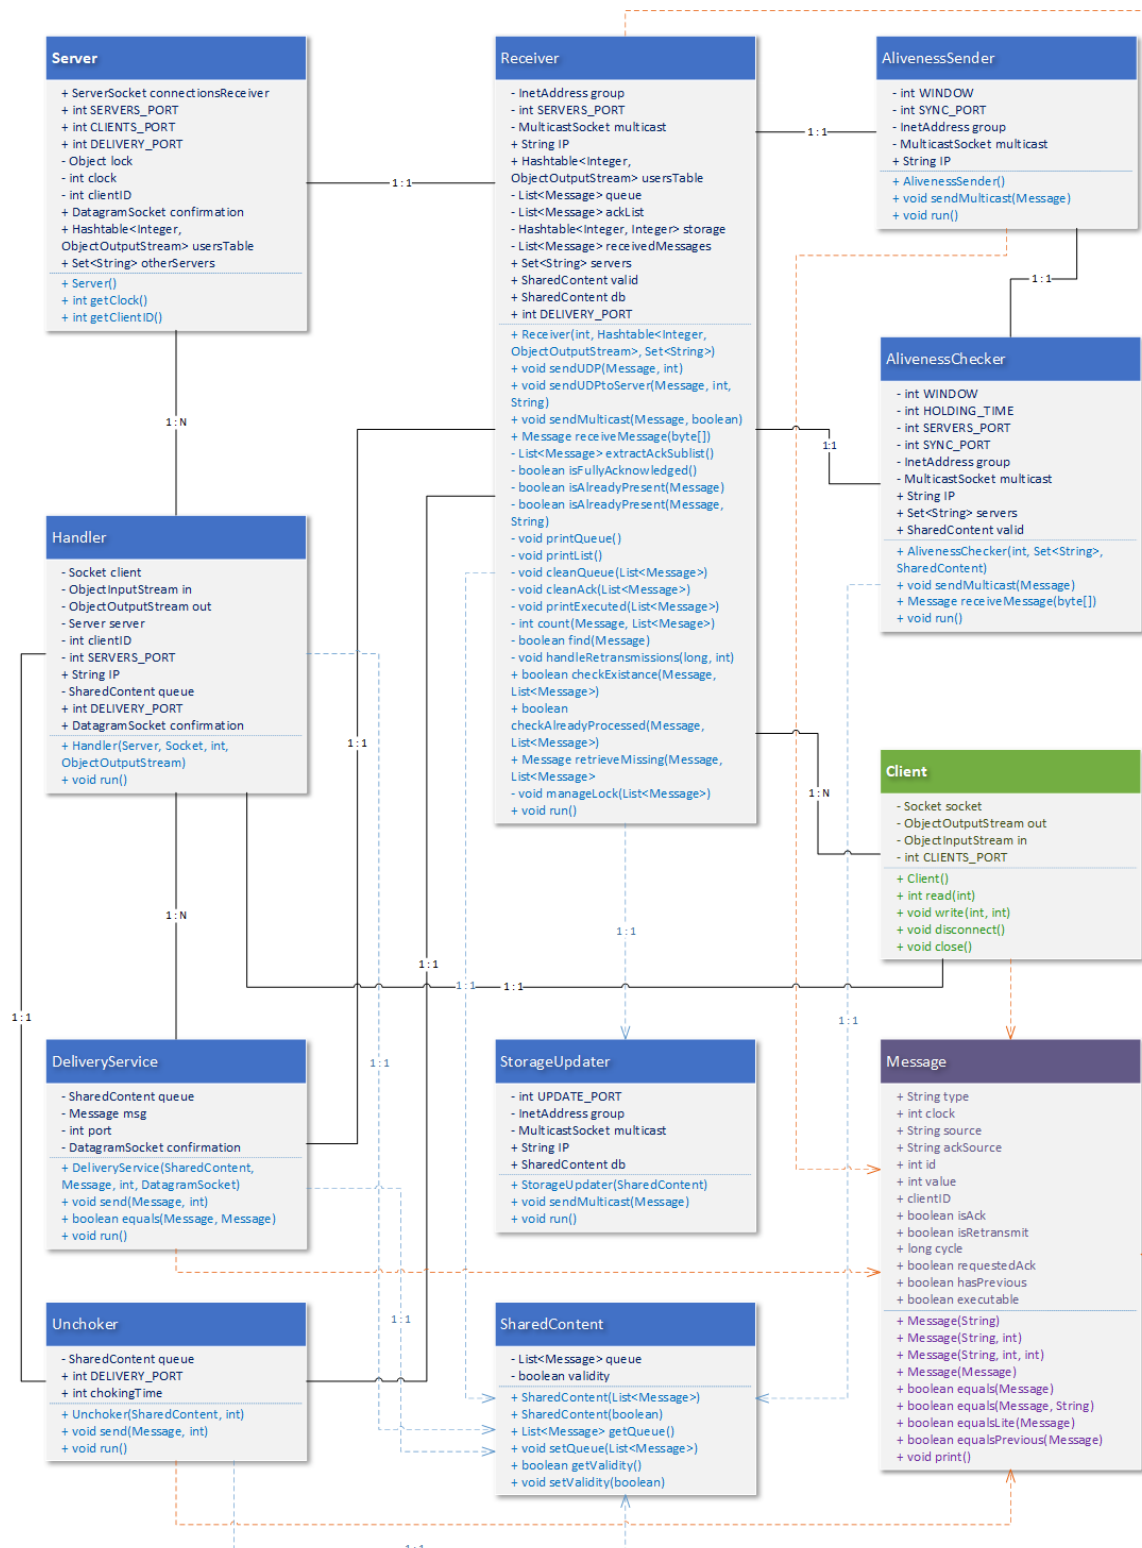 Server
+ ServerSocket connectionsReceiver
+ int SERVERS_PORT
+ int CLIENTS_PORT
+ int DELIVERY_PORT
- Object lock
- int clock
- int clientID
+ DatagramSocket confirmation
+ Hashtable<Integer,
ObjectOutputStream> usersTable
+ Set<String> otherServers
+ Server()
+ int getClock()
+ int getClientID()
1:1
Receiver
- InetAddress group
- int SERVERS_PORT
- MulticastSocket multicast
+ String IP
+ Hashtable<Integer,
ObjectOutputStream> usersTable
- List<Message> queue
- List<Message> ackList
- Hashtable<Integer, Integer> storage
- List<Message> receivedMessages
+ Set<String> servers
+ SharedContent valid
+ SharedContent db
+ int DELIVERY_PORT
+ Receiver(int, Hashtable<Integer,
ObjectOutputStream>, Set<String>)
+ void sendUDP(Message, int)
+ void sendUDPtoServer(Message, int,
String)
+ void sendMulticast(Message, boolean)
+ Message receiveMessage(byte[])
- List<Message> extractAckSublist()
- boolean isFullyAcknowledged()
- boolean isAlreadyPresent(Message)
- boolean isAlreadyPresent(Message,
String)
- void printQueue()
- void printList()
- void cleanQueue(List<Message>)
- void cleanAck(List<Message>)
- void printExecuted(List<Message>)
- int count(Message, List<Mesage>)
- boolean find(Message)
- void handleRetransmissions(long, int)
+ boolean checkExistance(Message,
List<Message>)
+ boolean
checkAlreadyProcessed(Message,
List<Message>)
+ Message retrieveMissing(Message,
List<Message>
- void manageLock(List<Message>)
+ void run()
1:1
AlivenessSender
- int WINDOW
- int SYNC_PORT
- InetAddress group
- MulticastSocket multicast
+ String IP
+ AlivenessSender()
+ void sendMulticast(Message)
+ void run()
1:1
AlivenessChecker
- int WINDOW
- int HOLDING_TIME
- int SERVERS_PORT
- int SYNC_PORT
- InetAddress group
- MulticastSocket multicast
+ String IP
+ Set<String> servers
+ SharedContent valid
+ AlivenessChecker(int, Set<String>,
SharedContent)
+ void sendMulticast(Message)
+ Message receiveMessage(byte[])
+ void run()
1:N
1:1
Handler
- Socket client
- ObjectInputStream in
- ObjectOutputStream out
- Server server
- int clientID
- int SERVERS_PORT
+ String IP
- SharedContent queue
+ int DELIVERY_PORT
+ DatagramSocket confirmation
+ Handler(Server, Socket, int,
ObjectOutputStream)
+ void run()
1:1
1:N
Client
- Socket socket
- ObjectOutputStream out
- ObjectInputStream in
- int CLIENTS_PORT
+ Client()
+ int read(int)
+ void write(int, int)
+ void disconnect()
+ void close()
1:N
1:1
1:1
1:1
1:1
1:1
1:1
1:1
DeliveryService
- SharedContent queue
- Message msg
- int port
- DatagramSocket confirmation
+ DeliveryService(SharedContent,
Message, int, DatagramSocket)
+ void send(Message, int)
+ boolean equals(Message, Message)
+ void run()
StorageUpdater
- int UPDATE_PORT
- InetAddress group
- MulticastSocket multicast
+ String IP
+ SharedContent db
+ StorageUpdater(SharedContent)
+ void sendMulticast(Message)
+ void run()
Message
+ String type
+ int clock
+ String source
+ String ackSource
+ int id
+ int value
+ clientID
+ boolean isAck
+ boolean isRetransmit
+ long cycle
+ boolean requestedAck
+ boolean hasPrevious
+ boolean executable
+ Message(String)
+ Message(String, int)
+ Message(String, int, int)
+ Message(Message)
+ boolean equals(Message)
+ boolean equals(Message, String)
+ boolean equalsLite(Message)
+ boolean equalsPrevious(Message)
+ void print()
1:1
Unchoker
- SharedContent queue
+ int DELIVERY_PORT
+ int chokingTime
+ Unchoker(SharedContent, int)
+ void send(Message, int)
+ void run()
SharedContent
- List<Message> queue
- boolean validity
+ SharedContent(List<Message>)
+ SharedContent(boolean)
+ List<Message> getQueue()
+ void setQueue(List<Message>)
+ boolean getValidity()
+ void setValidity(boolean)
1:1